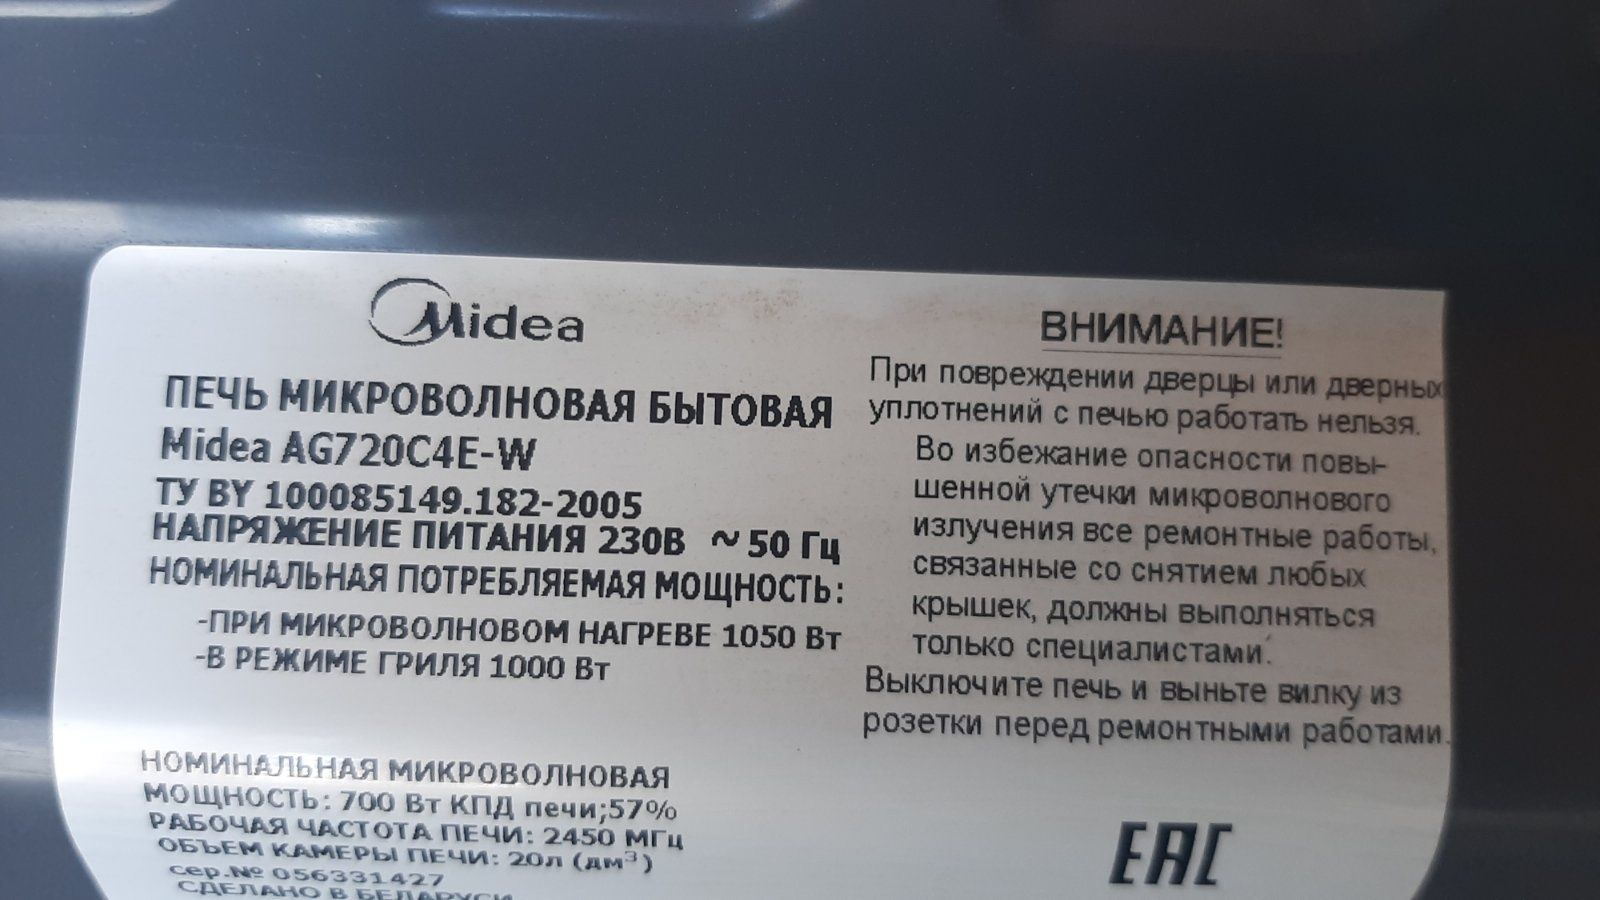 Midea
ПЕЧЬ МИКРОВОЛНОВАЯ БЫТОВАЯ
Midea AG720C4E-W
ТУ BY 100085149.182-2005
НАПРЯЖЕНИЕ ПИТАНИЯ 230В ~ 50 Гц
НОМИНАЛЬНАЯ ПОТРЕБЛЯЕМАЯ МОЩНОСТЬ:
-ПРИ МИКРОВОЛНОВОМ НАГРЕВЕ 1050 Вт
-В РЕЖИМЕ ГРИЛЯ 1000 Вт
НОМИНАЛЬНАЯ МИКРОВОЛНОВАЯ
МОЩНОСТЬ: 700 Вт КПД печи;57%
РАБОЧАЯ ЧАСТОТА ПЕЧИ: 2450 МГц
ОБЪЕМ КАМЕРЫ ПЕЧИ: 20л (дм³)
сер.№ 056331427
СДЕЛАНО В БЕЛАРУСИ
ВНИМАНИЕ!
При повреждении дверцы или дверных
уплотнений с печью работать нельзя.
Во избежание опасности повы-
шенной утечки микроволнового
излучения все ремонтные работы,
связанные со снятием любых
крышек, должны выполняться
только специалистами.
Выключите печь и выньте вилку из
розетки перед ремонтными работами.
EAC